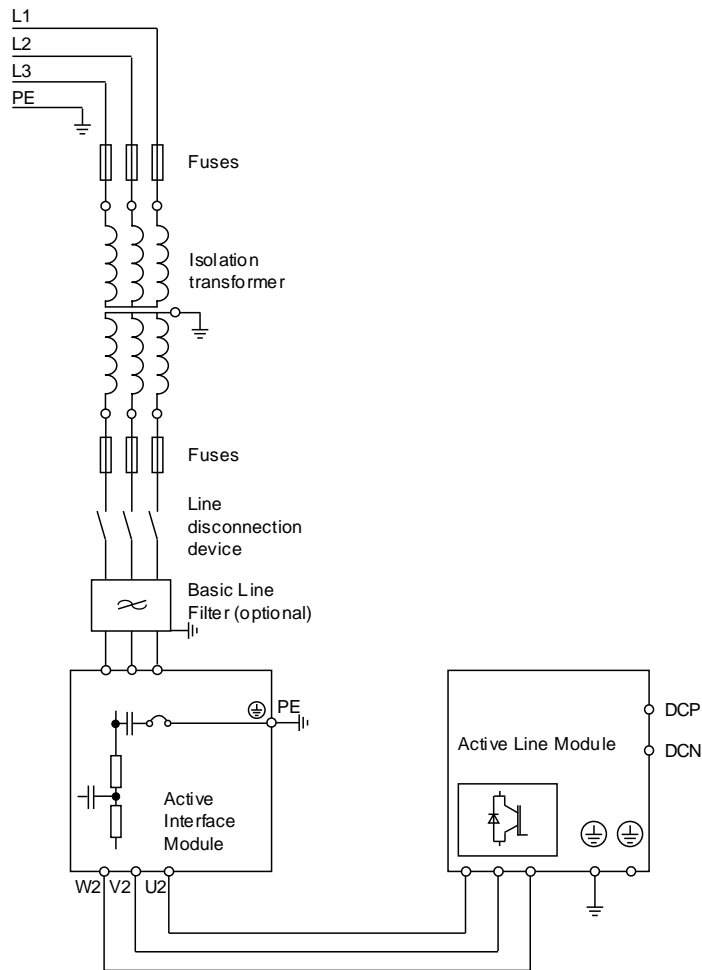 L1
L2
L3
PE
Fuses
Isolation
transformer
Fuses
Line
disconnection
device
Basic Line
Filter (optional)
PE
Active
Interface
Module
W2 V2 U2
Active Line Module
DCP
DCN